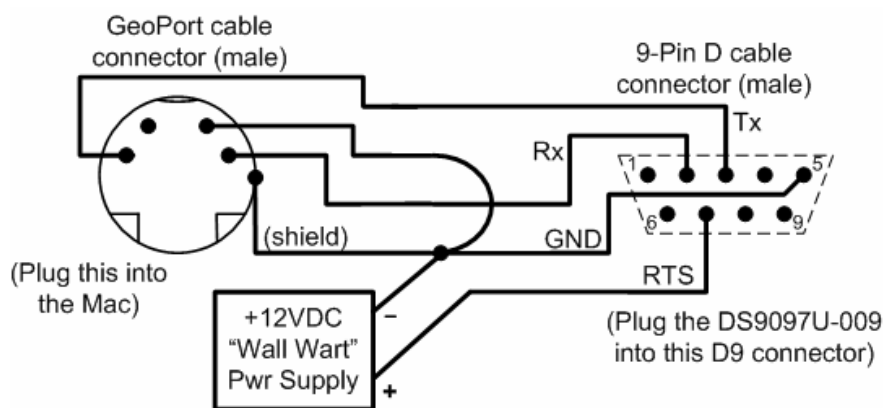 GeoPort cable
connector (male)
9-Pin D cable
connector (male)
Tx
Rx
1
5
6
9
(shield)
GND
RTS
(Plug this into
the Mac)
+12VDC
“Wall Wart”
Pwr Supply
–
+
(Plug the DS9097U-009
into this D9 connector)